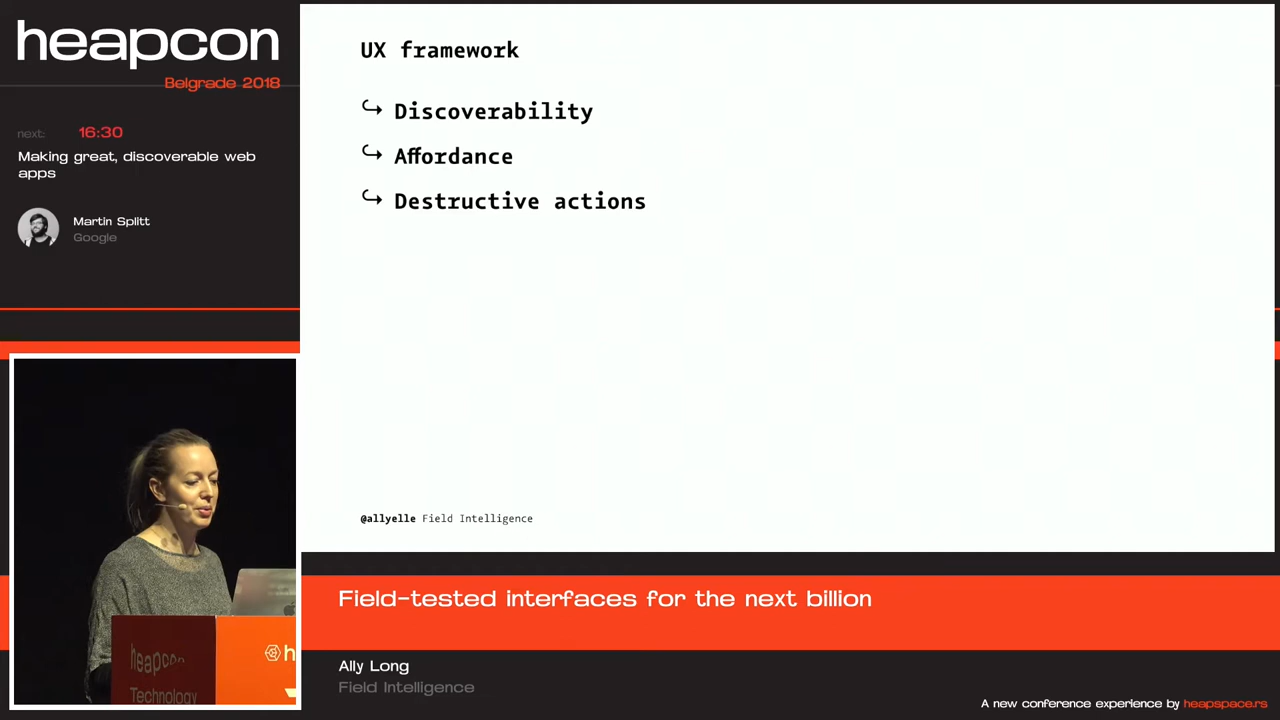 heapcon
Belgrade 2018
next: 16:30
Making great, discoverable web
apps
Martin Splitt
Google
UX framework
↪ Discoverability
↪ Affordance
↪ Destructive actions
@allyelle Field Intelligence
heapcon
Technology
h
Field-tested interfaces for the next billion
Ally Long
Field Intelligence
A new conference experience by heapspace.rs